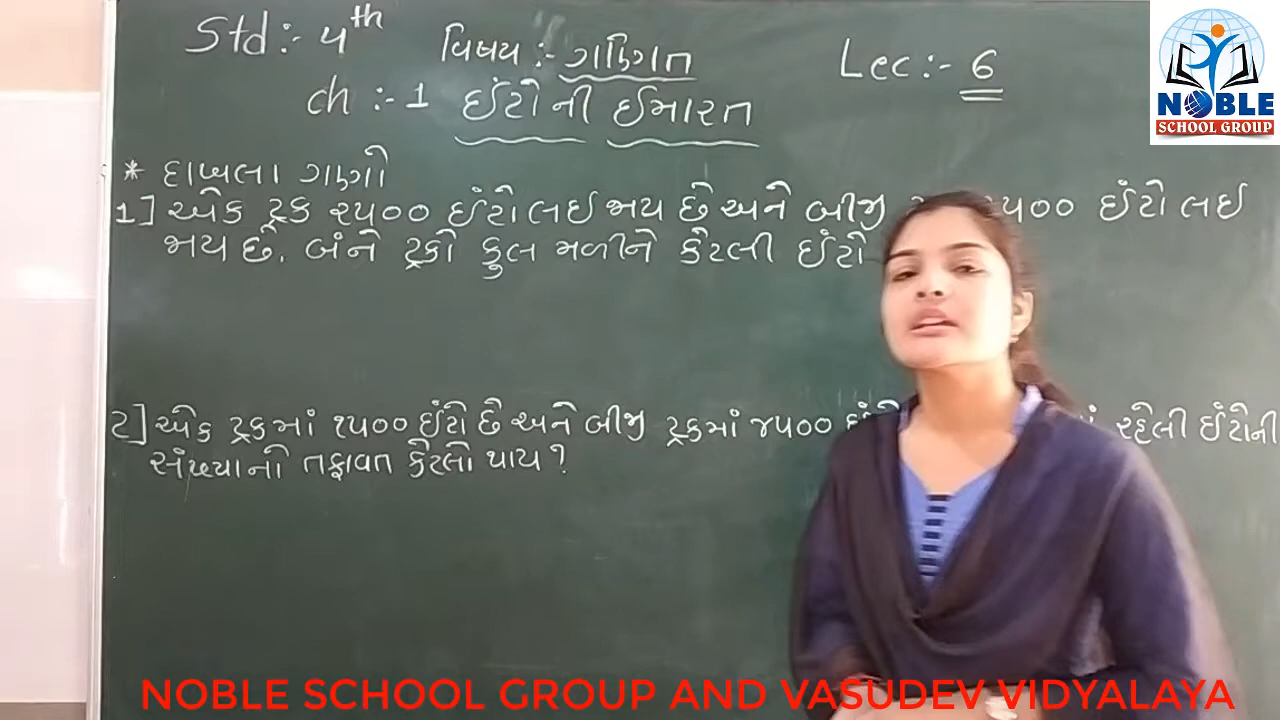 Std :- 4th
વિષય :- ગણિત
Lec :- 6
ch :- 1 ઈંટોની ઈમારત
* દાખલા ગણો
1] એક ટ્રક ૨૫૦૦ ઈંટો લઈ જાય છે અને બીજી ૫૦૦ ઈંટો લઈ
જાય છે. બંને ટ્રકો કુલ મળીને કેટલી ઈંટો
2] એક ટ્રકમાં ૧૫૦૦ ઈંટો છે અને બીજી ટ્રકમાં ૪૫૦૦ રહેલી ઈંટોની
સંખ્યાનો તફાવત કેટલો થાય ?
NOBLE
SCHOOL GROUP
NOBLE SCHOOL GROUP AND VASUDEV VIDYALAYA